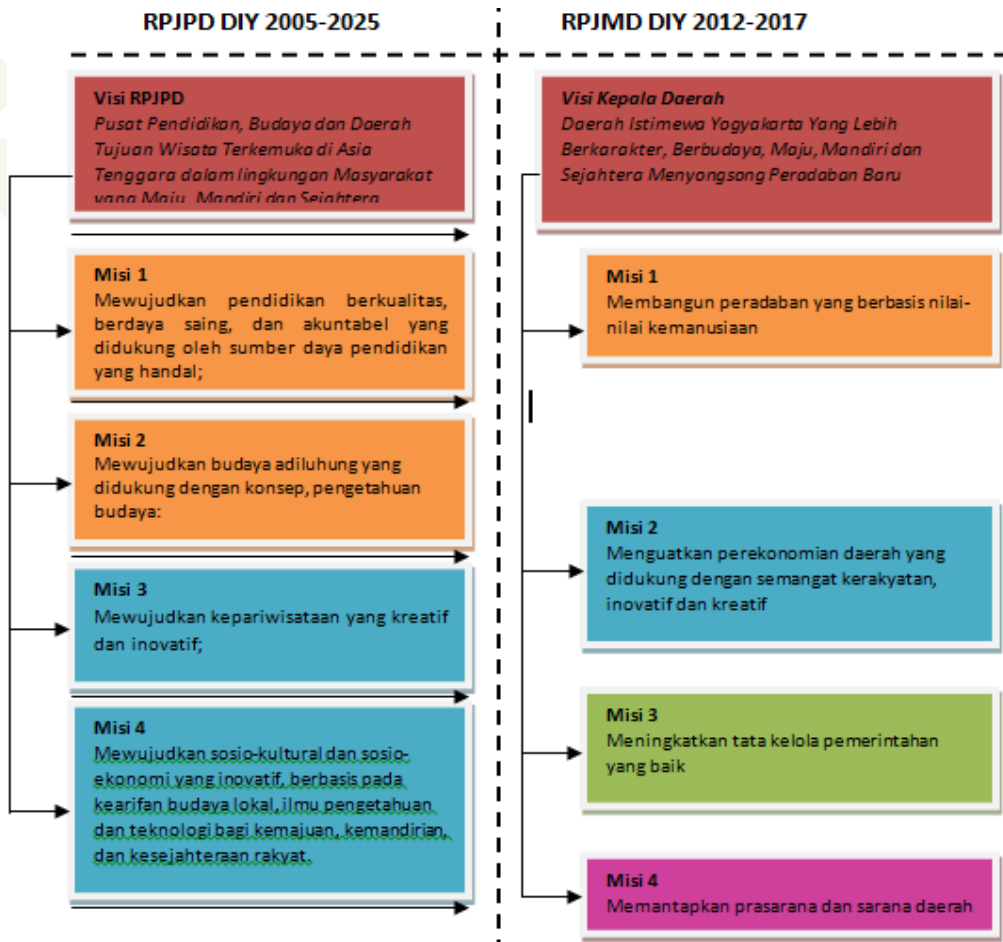 RPJPD DIY 2005-2025
Visi RPJPD
Pusat Pendidikan, Budaya dan Daerah
Tujuan Wisata Terkemuka di Asia
Tenggara dalam lingkungan Masyarakat
yang Maju, Mandiri dan Sejahtera
Misi 1
Mewujudkan pendidikan berkualitas,
berdaya saing, dan akuntabel yang
didukung oleh sumber daya pendidikan
yang handal;
Misi 2
Mewujudkan budaya adiluhung yang
didukung dengan konsep, pengetahuan
budaya:
Misi 3
Mewujudkan kepariwisataan yang kreatif
dan inovatif;
Misi 4
Mewujudkan sosio-kultural dan sosio-
ekonomi yang inovatif, berbasis pada
kearifan budaya lokal, ilmu pengetahuan
dan teknologi bagi kemajuan, kemandirian,
dan kesejahteraan rakyat.
RPJMD DIY 2012-2017
Visi Kepala Daerah
Daerah Istimewa Yogyakarta Yang Lebih
Berkarakter, Berbudaya, Maju, Mandiri dan
Sejahtera Menyongsong Peradaban Baru
Misi 1
Membangun peradaban yang berbasis nilai-
nilai kemanusiaan
Misi 2
Menguatkan perekonomian daerah yang
didukung dengan semangat kerakyatan,
inovatif dan kreatif
Misi 3
Meningkatkan tata kelola pemerintahan
yang baik
Misi 4
Memantapkan prasarana dan sarana daerah